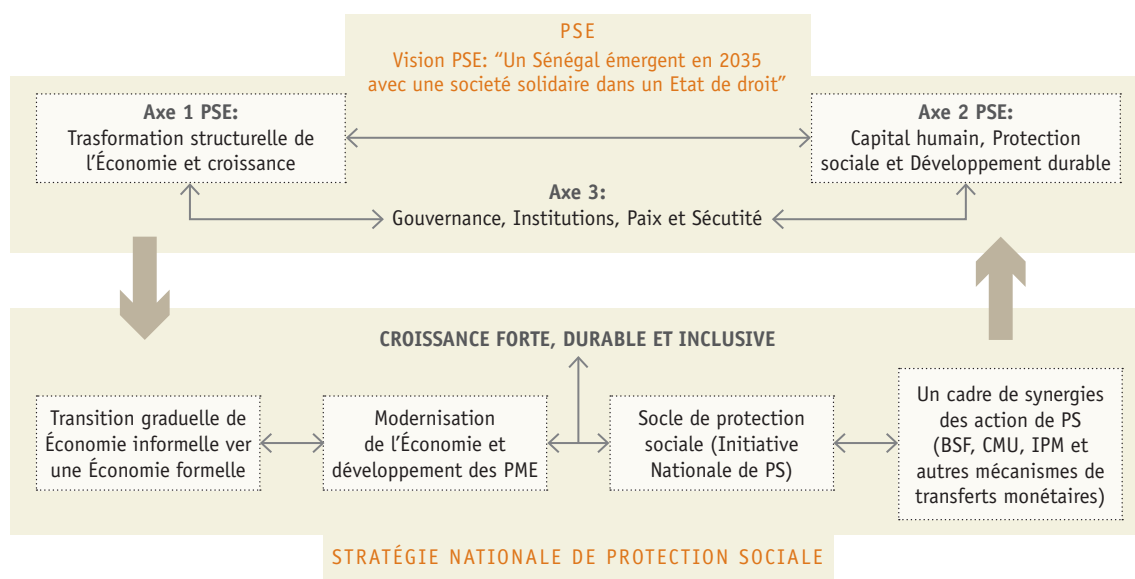 PSE
Vision PSE: “Un Sénégal émergent en 2035
avec une societé solidaire dans un Etat de droit”
Axe 1 PSE:
Trasformation structurelle de
l’Économie et croissance
Axe 2 PSE:
Capital humain, Protection
sociale et Développement durable
Axe 3:
Gouvernance, Institutions, Paix et Sécutité
CROISSANCE FORTE, DURABLE ET INCLUSIVE
Transition graduelle de
Économie informelle ver
une Économie formelle
Modernisation
de l’Économie et
développement des PME
Socle de protection
sociale (Initiative
Nationale de PS)
Un cadre de synergies
des action de PS
(BSF, CMU, IPM et
autres mécanismes de
transferts monétaires)
STRATÉGIE NATIONALE DE PROTECTION SOCIALE